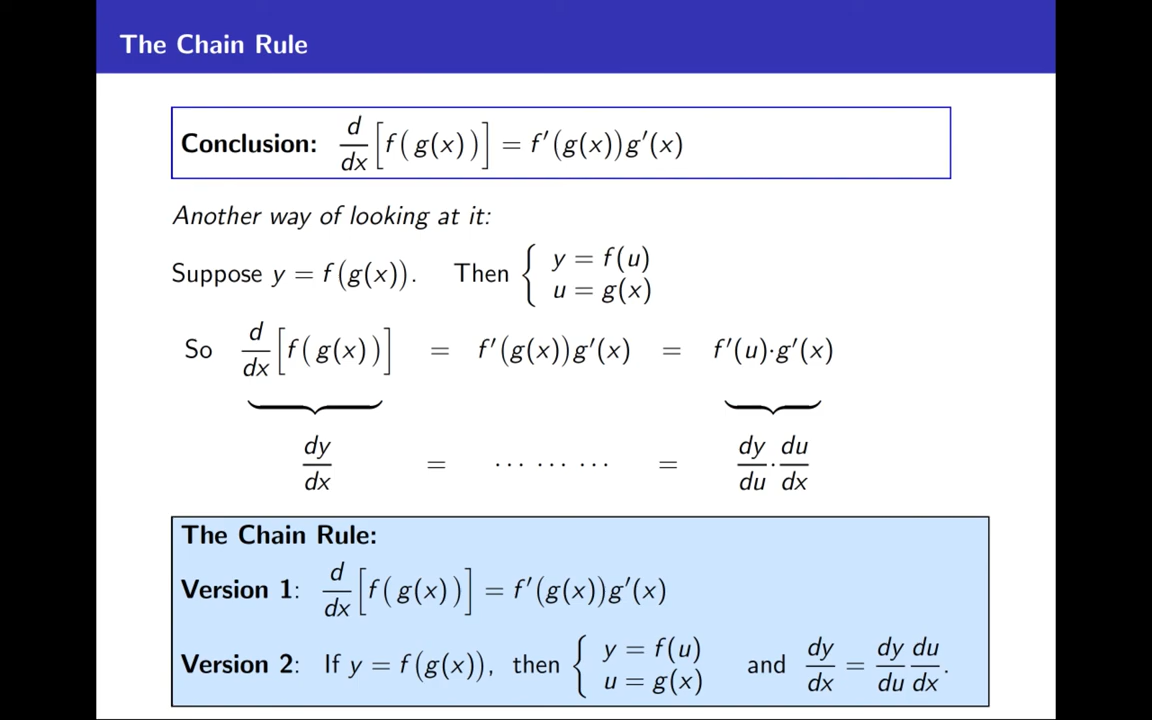 The Chain Rule
Conclusion: d/dx [f(g(x))] = f′(g(x))g′(x)
Another way of looking at it:
Suppose y = f(g(x)). Then { y = f(u)
u = g(x)
So d/dx [f(g(x))] = f′(g(x))g′(x) = f′(u)·g′(x)
dy/dx = ··· ··· ··· = dy/du · du/dx
The Chain Rule:
Version 1: d/dx [f(g(x))] = f′(g(x))g′(x)
Version 2: If y = f(g(x)), then { y = f(u)
u = g(x) and dy/dx = dy/du du/dx.